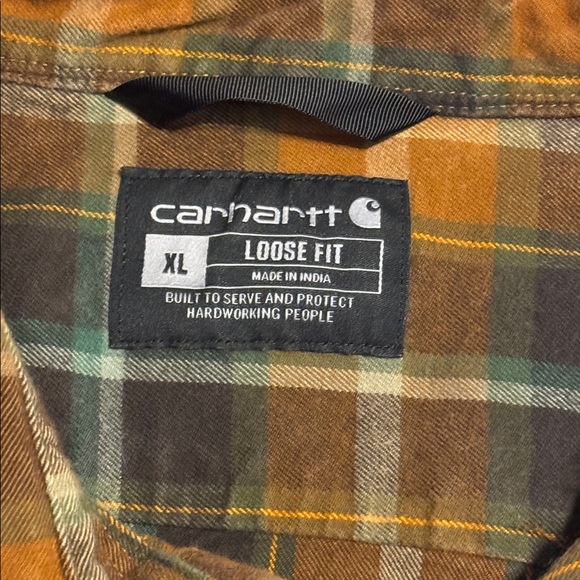 carhartt
XL
LOOSE FIT
MADE IN INDIA
BUILT TO SERVE AND PROTECT
HARDWORKING PEOPLE